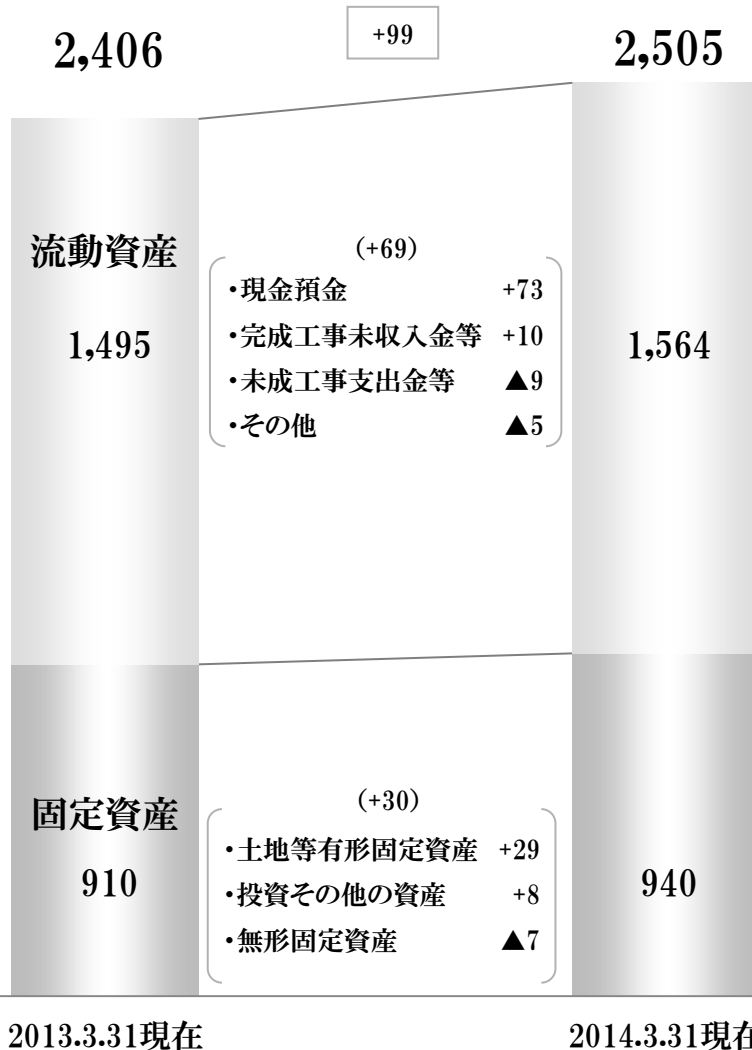 2,406
+99
2,505
流動資産
1,495
（+69）
・現金預金 +73
・完成工事未収入金等 +10
・未成工事支出金等 ▲9
・その他 ▲5
1,564
固定資産
910
（+30）
・土地等有形固定資産 +29
・投資その他の資産 +8
・無形固定資産 ▲7
940
2013.3.31現在
2014.3.31現在